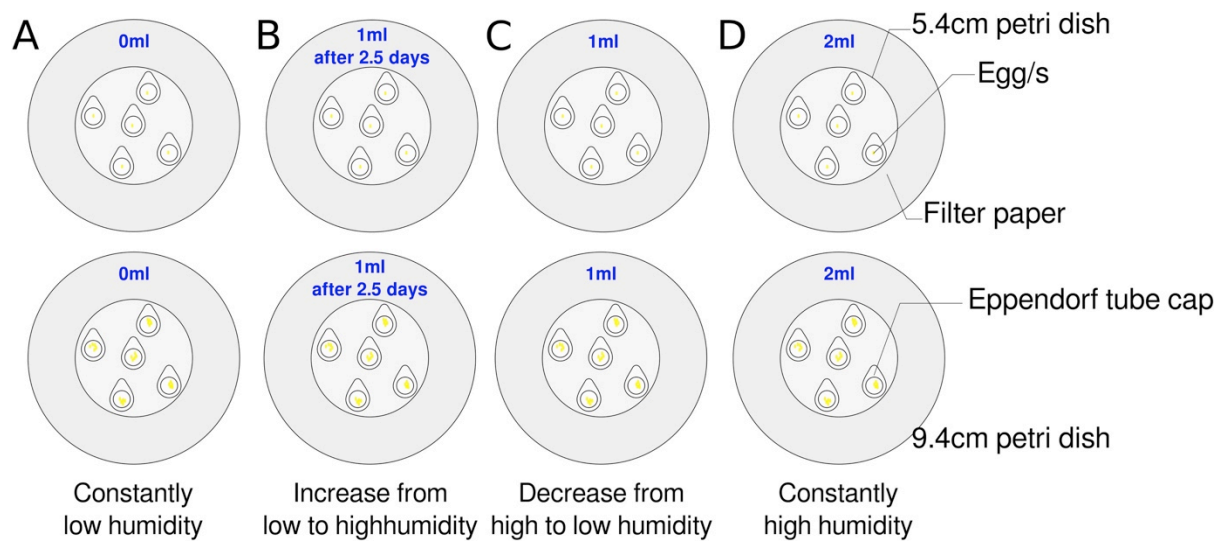 A
B
C
D
0ml
1ml
after 2.5 days
1ml
2ml
5.4cm petri dish
Egg/s
Filter paper
0ml
1ml
after 2.5 days
1ml
2ml
Eppendorf tube cap
9.4cm petri dish
Constantly
low humidity
Increase from
low to highhumidity
Decrease from
high to low humidity
Constantly
high humidity